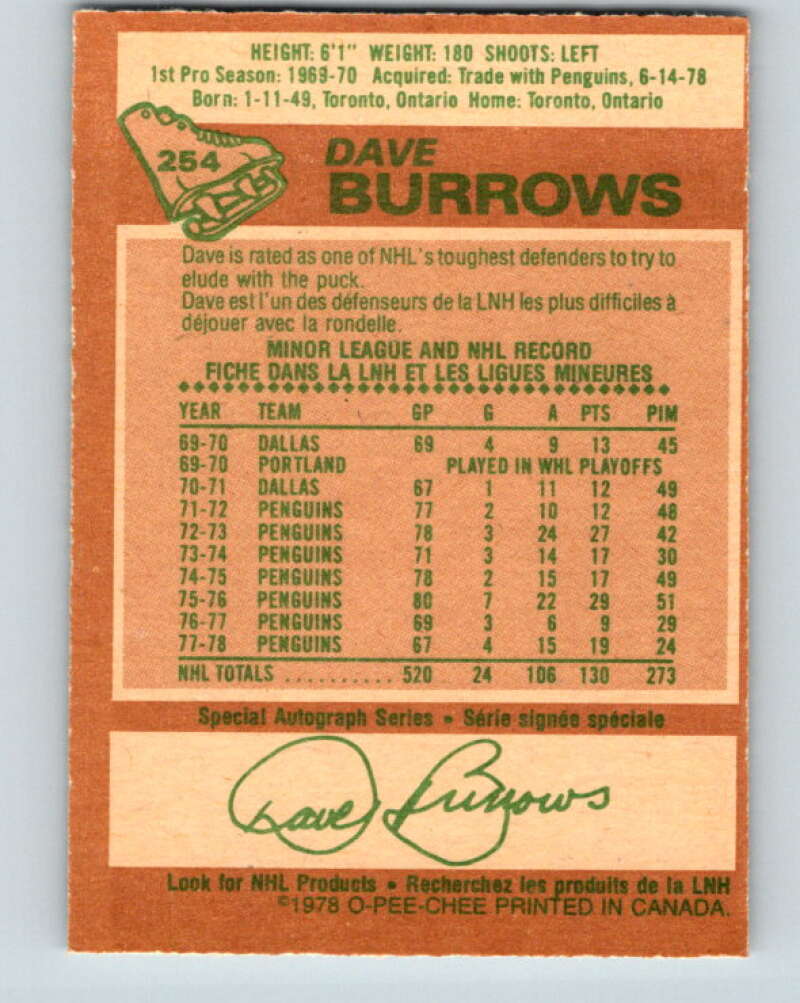 HEIGHT: 6'1" WEIGHT: 180 SHOOTS: LEFT
1st Pro Season: 1969-70 Acquired: Trade with Penguins, 6-14-78
Born: 1-11-49, Toronto, Ontario Home: Toronto, Ontario
254
DAVE
BURROWS
Dave is rated as one of NHL's toughest defenders to try to
elude with the puck.
Dave est l'un des défenseurs de la LNH les plus difficiles à
déjouer avec la rondelle.
MINOR LEAGUE AND NHL RECORD
FICHE DANS LA LNH ET LES LIGUES MINEURES
YEAR TEAM GP G A PTS PIM
69-70 DALLAS 69 4 9 13 45
69-70 PORTLAND PLAYED IN WHL PLAYOFFS
70-71 DALLAS 67 1 11 12 49
71-72 PENGUINS 77 2 10 12 48
72-73 PENGUINS 78 3 24 27 42
73-74 PENGUINS 71 3 14 17 30
74-75 PENGUINS 78 2 15 17 49
75-76 PENGUINS 80 7 22 29 51
76-77 PENGUINS 69 3 6 9 29
77-78 PENGUINS 67 4 15 19 24
NHL TOTALS .......... 520 24 106 130 273
Special Autograph Series • Série signée spéciale
Dave Burrows
Look for NHL Products • Recherchez les produits de la LNH
©1978 O-PEE-CHEE PRINTED IN CANADA.